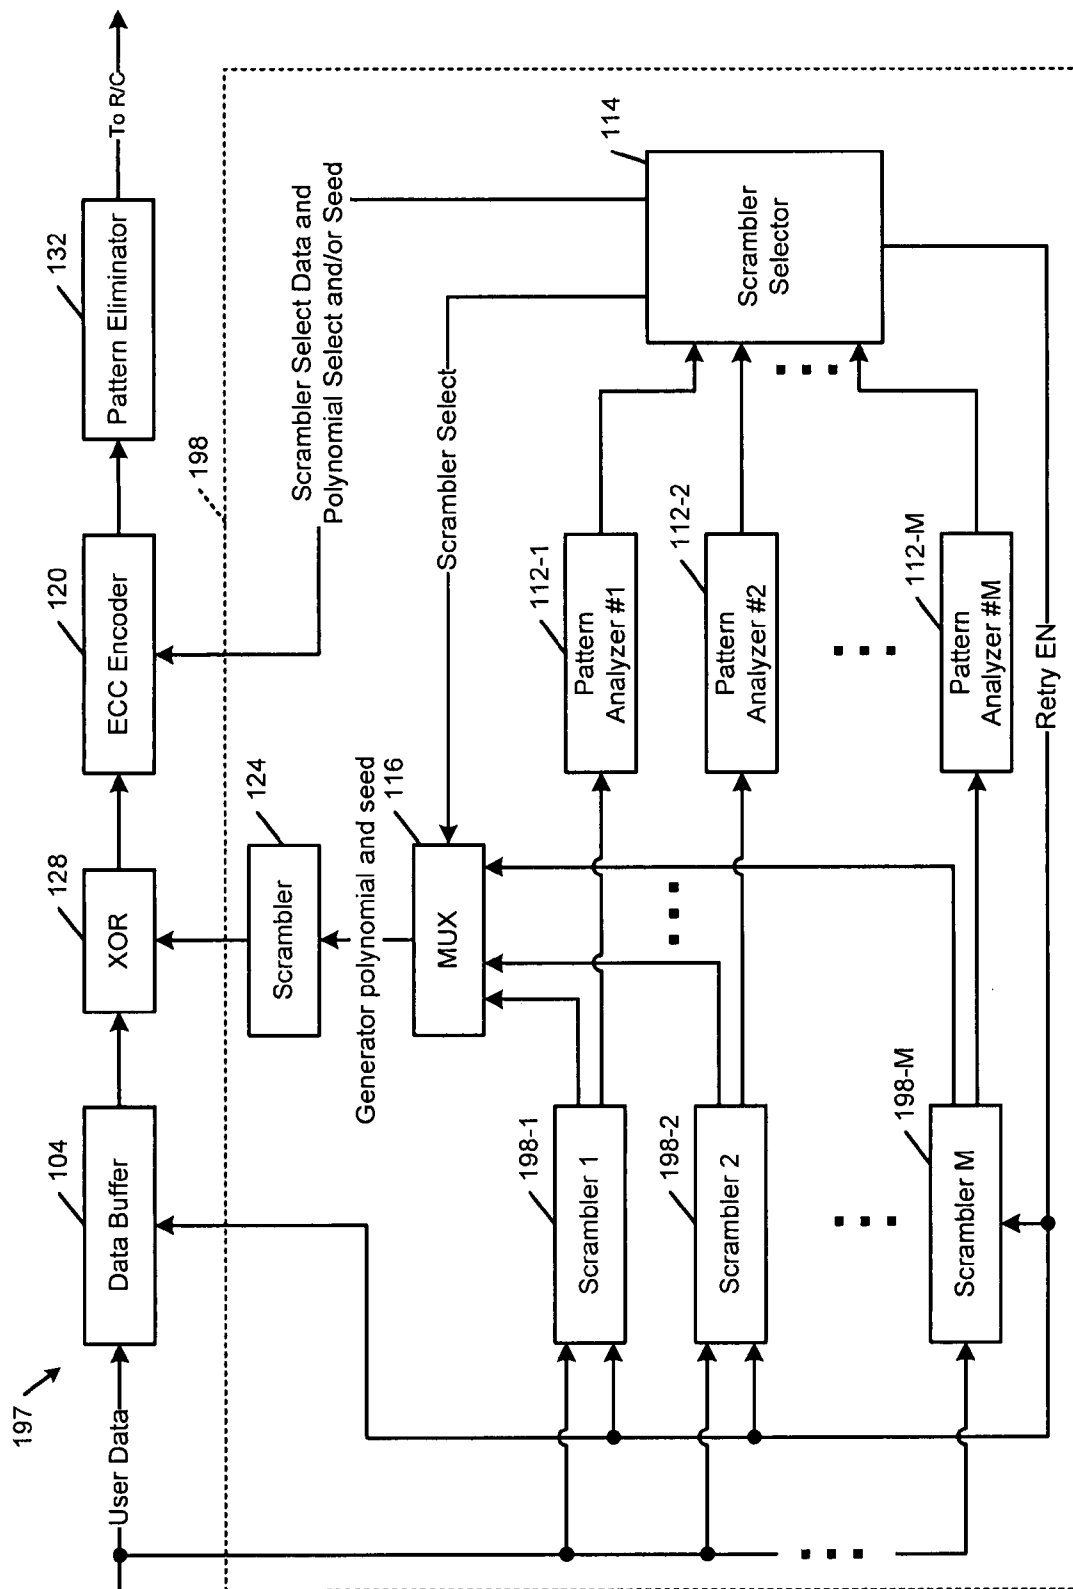 197
User Data
104
Data Buffer
128
XOR
120
ECC Encoder
132
Pattern Eliminator
To R/C
198
124
Scrambler
Generator polynomial and seed
116
MUX
Scrambler Select
Scrambler Select Data and
Polynomial Select and/or Seed
114
Scrambler
Selector
198-1
Scrambler 1
112-1
Pattern
Analyzer #1
198-2
Scrambler 2
112-2
Pattern
Analyzer #2
198-M
Scrambler M
112-M
Pattern
Analyzer #M
Retry EN